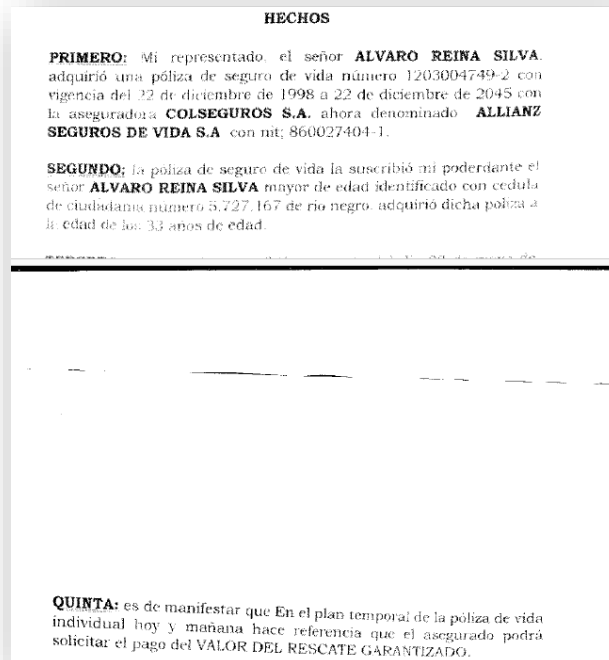 HECHOS
PRIMERO: Mi representado, el señor ALVARO REINA SILVA,
adquirió una póliza de seguro de vida número 1203004749-2 con
vigencia del 22 de diciembre de 1998 a 22 de diciembre de 2045 con
la aseguradora COLSEGUROS S.A. ahora denominado ALLIANZ
SEGUROS DE VIDA S.A con nit; 860027404-1.
SEGUNDO; la poliza de seguro de vida la suscribió mi poderdante el
señor ALVARO REINA SILVA mayor de edad identificado con cedula
de ciudadania número 5.727.167 de rio negro. adquirió dicha poliza a
la edad de los 33 anos de edad.
QUINTA: es de manifestar que En el plan temporal de la póliza de vida
individual hoy y mañana hace referencia que el asegurado podrá
solicitar el pago del VALOR DEL RESCATE GARANTIZADO.